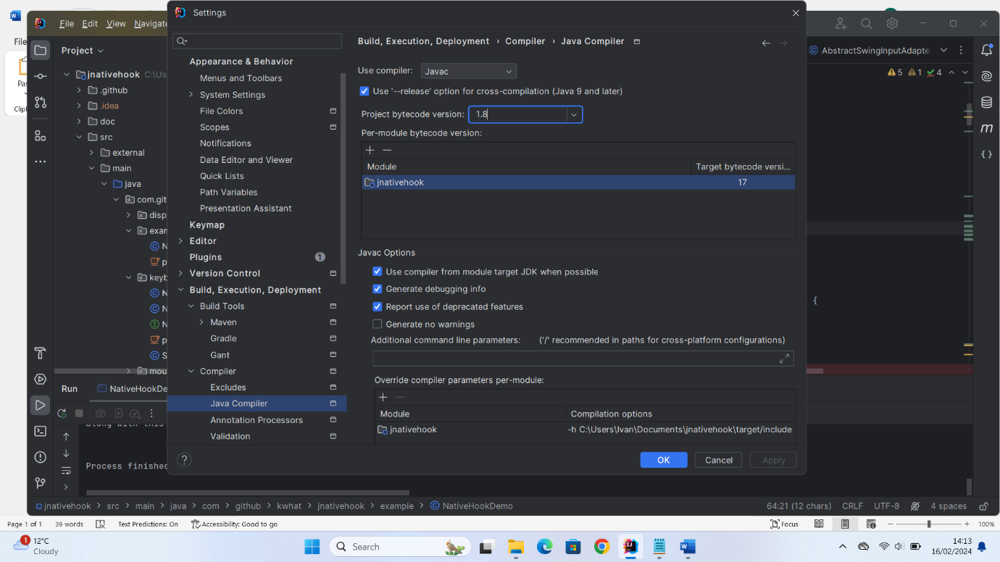 Settings
File Edit View Navigate
File
Project
Build, Execution, Deployment › Compiler › Java Compiler
AbstractSwingInputAdapte
5 1 4
Appearance & Behavior
Menus and Toolbars
System Settings
File Colors
Scopes
Notifications
Data Editor and Viewer
Quick Lists
Path Variables
Presentation Assistant
Keymap
Editor
Plugins 1
Version Control
Build, Execution, Deployment
Build Tools
Maven
Gradle
Gant
Compiler
Excludes
Java Compiler
Annotation Processors
Validation
Use compiler: Javac
Use '--release' option for cross-compilation (Java 9 and later)
Project bytecode version: 1.8
Per-module bytecode version:
Module Target bytecode versi...
jnativehook 17
Javac Options
Use compiler from module target JDK when possible
Generate debugging info
Report use of deprecated features
Generate no warnings
Additional command line parameters: ('/' recommended in paths for cross-platform configurations)
Override compiler parameters per-module:
Module Compilation options
jnativehook -h C:\Users\Ivan\Documents\jnativehook\target/include
? OK Cancel Apply
Pas
Clipb
jnativehook C:\Us
.github
.idea
doc
src
external
main
java
com.git
disp
exar
N
p
keyb
N
N
N
p
S
mou
m
{
Run NativeHookDe
along with this
Process finished
jnativehook > src > main > java > com > github > kwhat > jnativehook > example > NativeHookDemo
64:21 (12 chars) CRLF UTF-8 4 spaces
Page 1 of 1 39 words Text Predictions: On Accessibility: Good to go Focus 100%
1 12°C
Cloudy
Search
14:13
16/02/2024